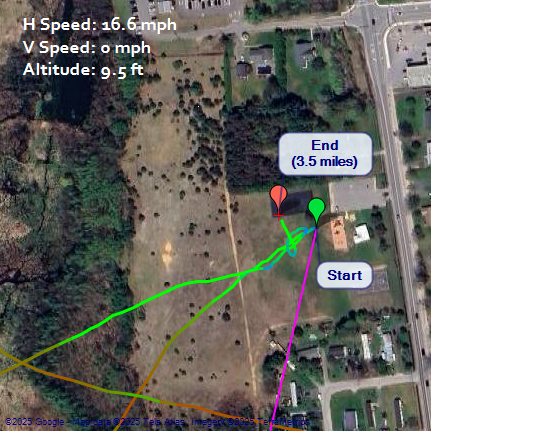 H Speed: 16.6 mph
V Speed: 0 mph
Altitude: 9.5 ft
End
(3.5 miles)
Start
©2025 Google - Map data ©2025 Tele Atlas, Imagery ©2025 TerraMetrics